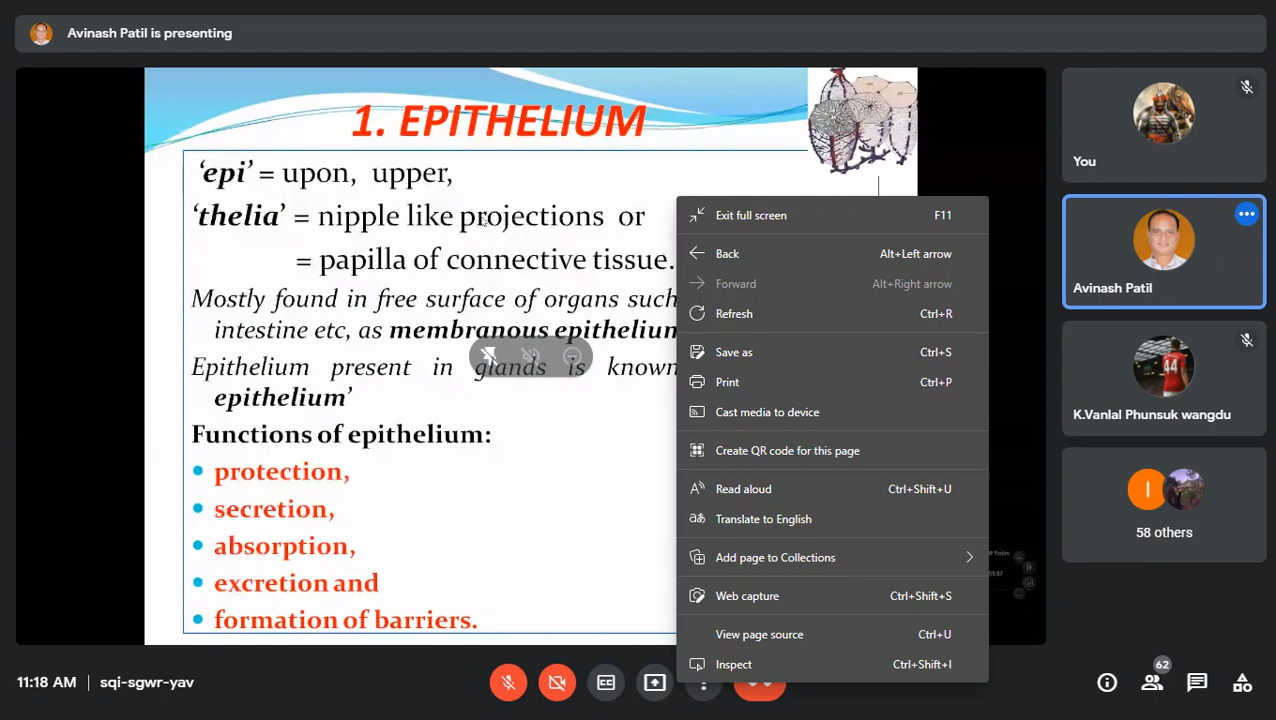 Avinash Patil is presenting
1. EPITHELIUM
'epi' = upon, upper,
'thelia' = nipple like projections or
= papilla of connective tissue.
Mostly found in free surface of organs such
intestine etc, as membranous epithelium
Epithelium present in glands is known
epithelium'
Functions of epithelium:
• protection,
• secretion,
• absorption,
• excretion and
• formation of barriers.
Exit full screen F11
Back Alt+Left arrow
Forward Alt+Right arrow
Refresh Ctrl+R
Save as Ctrl+S
Print Ctrl+P
Cast media to device
Create QR code for this page
Read aloud Ctrl+Shift+U
Translate to English
Add page to Collections
Web capture Ctrl+Shift+S
View page source Ctrl+U
Inspect Ctrl+Shift+I
You
Avinash Patil
K.Vanlal Phunsuk wangdu
I
58 others
11:18 AM | sqi-sgwr-yav
CC
62